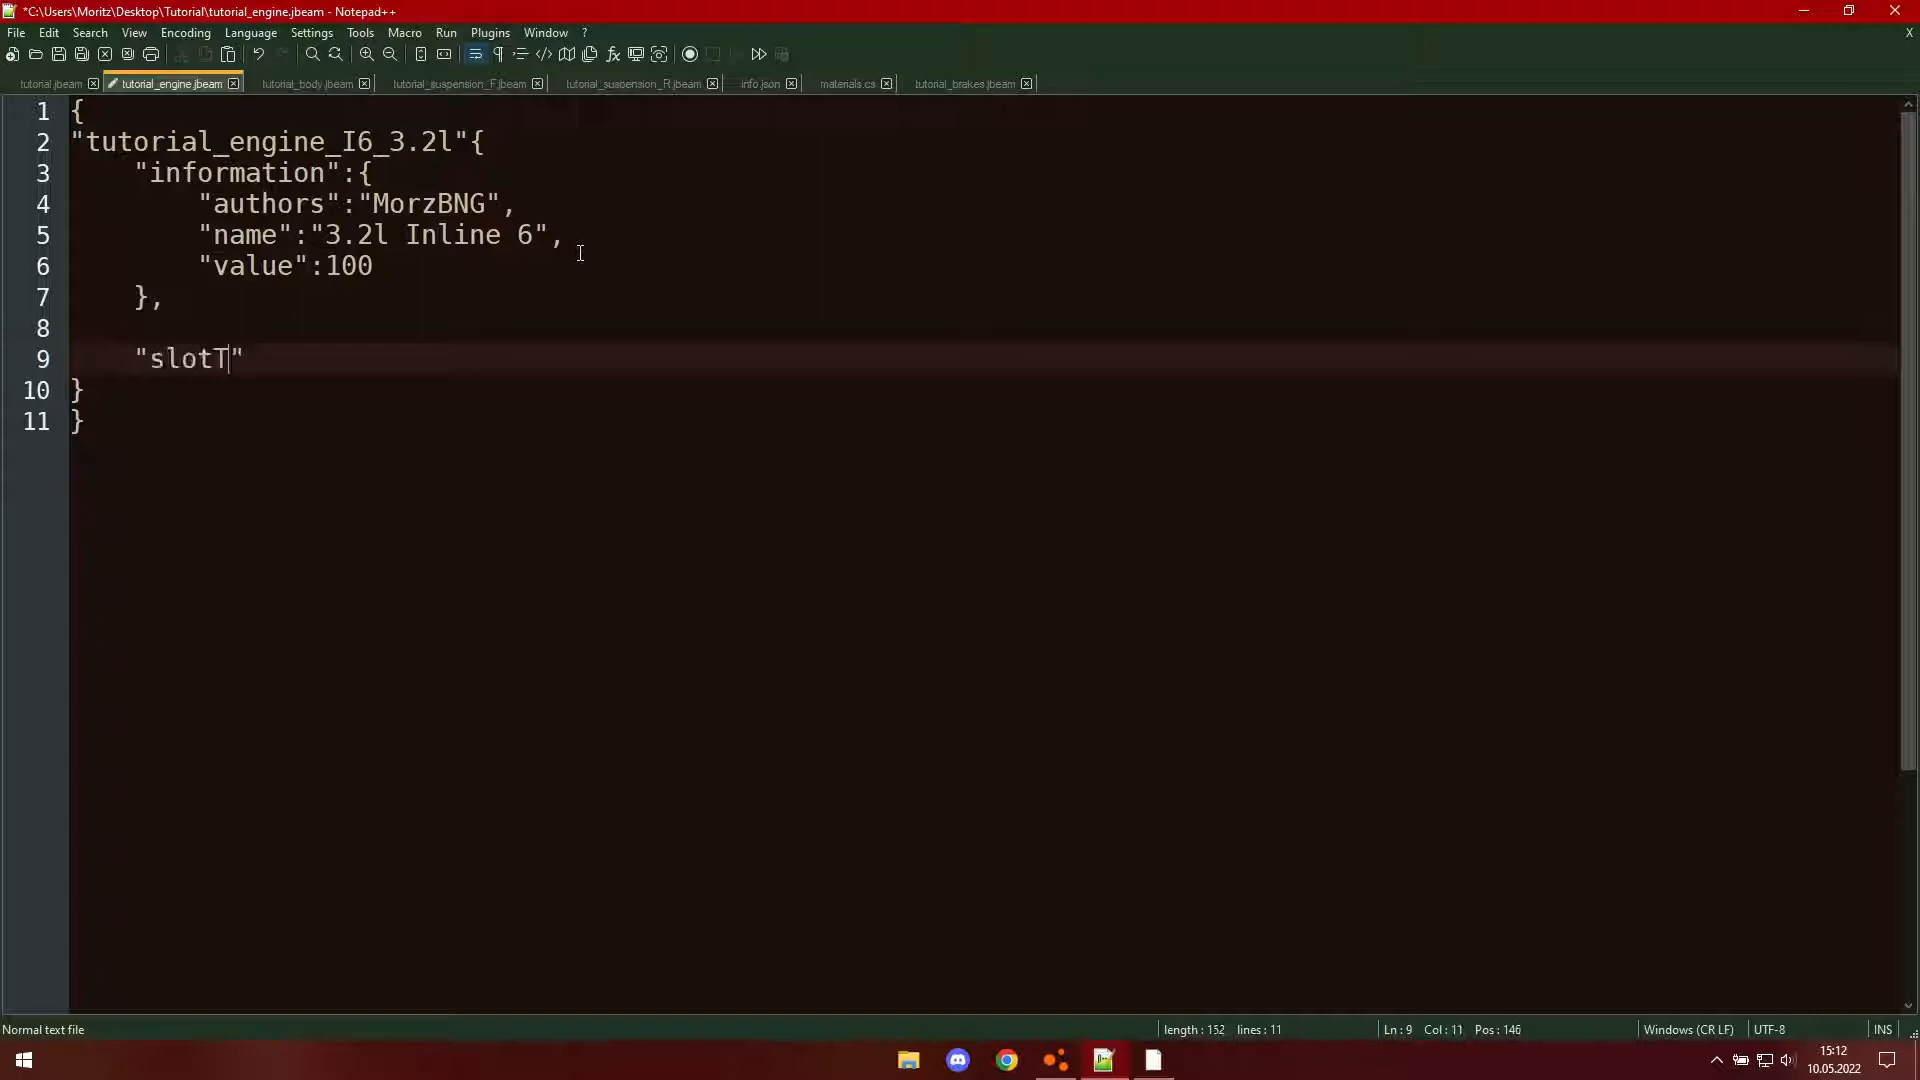 *C:\Users\Moritz\Desktop\Tutorial\tutorial_engine.jbeam - Notepad++
File Edit Search View Encoding Language Settings Tools Macro Run Plugins Window ? X
tutorial.jbeam tutorial_engine.jbeam tutorial_body.jbeam tutorial_suspension_F.jbeam tutorial_suspension_R.jbeam info.json materials.cs tutorial_brakes.jbeam
1 {
2 "tutorial_engine_I6_3.2l"{
3 "information":{
4 "authors":"MorzBNG",
5 "name":"3.2l Inline 6",
6 "value":100
7 },
8
9 "slotT"
10 }
11 }
Normal text file length : 152 lines : 11 Ln : 9 Col : 11 Pos : 146 Windows (CR LF) UTF-8 INS
15:12
10.05.2022